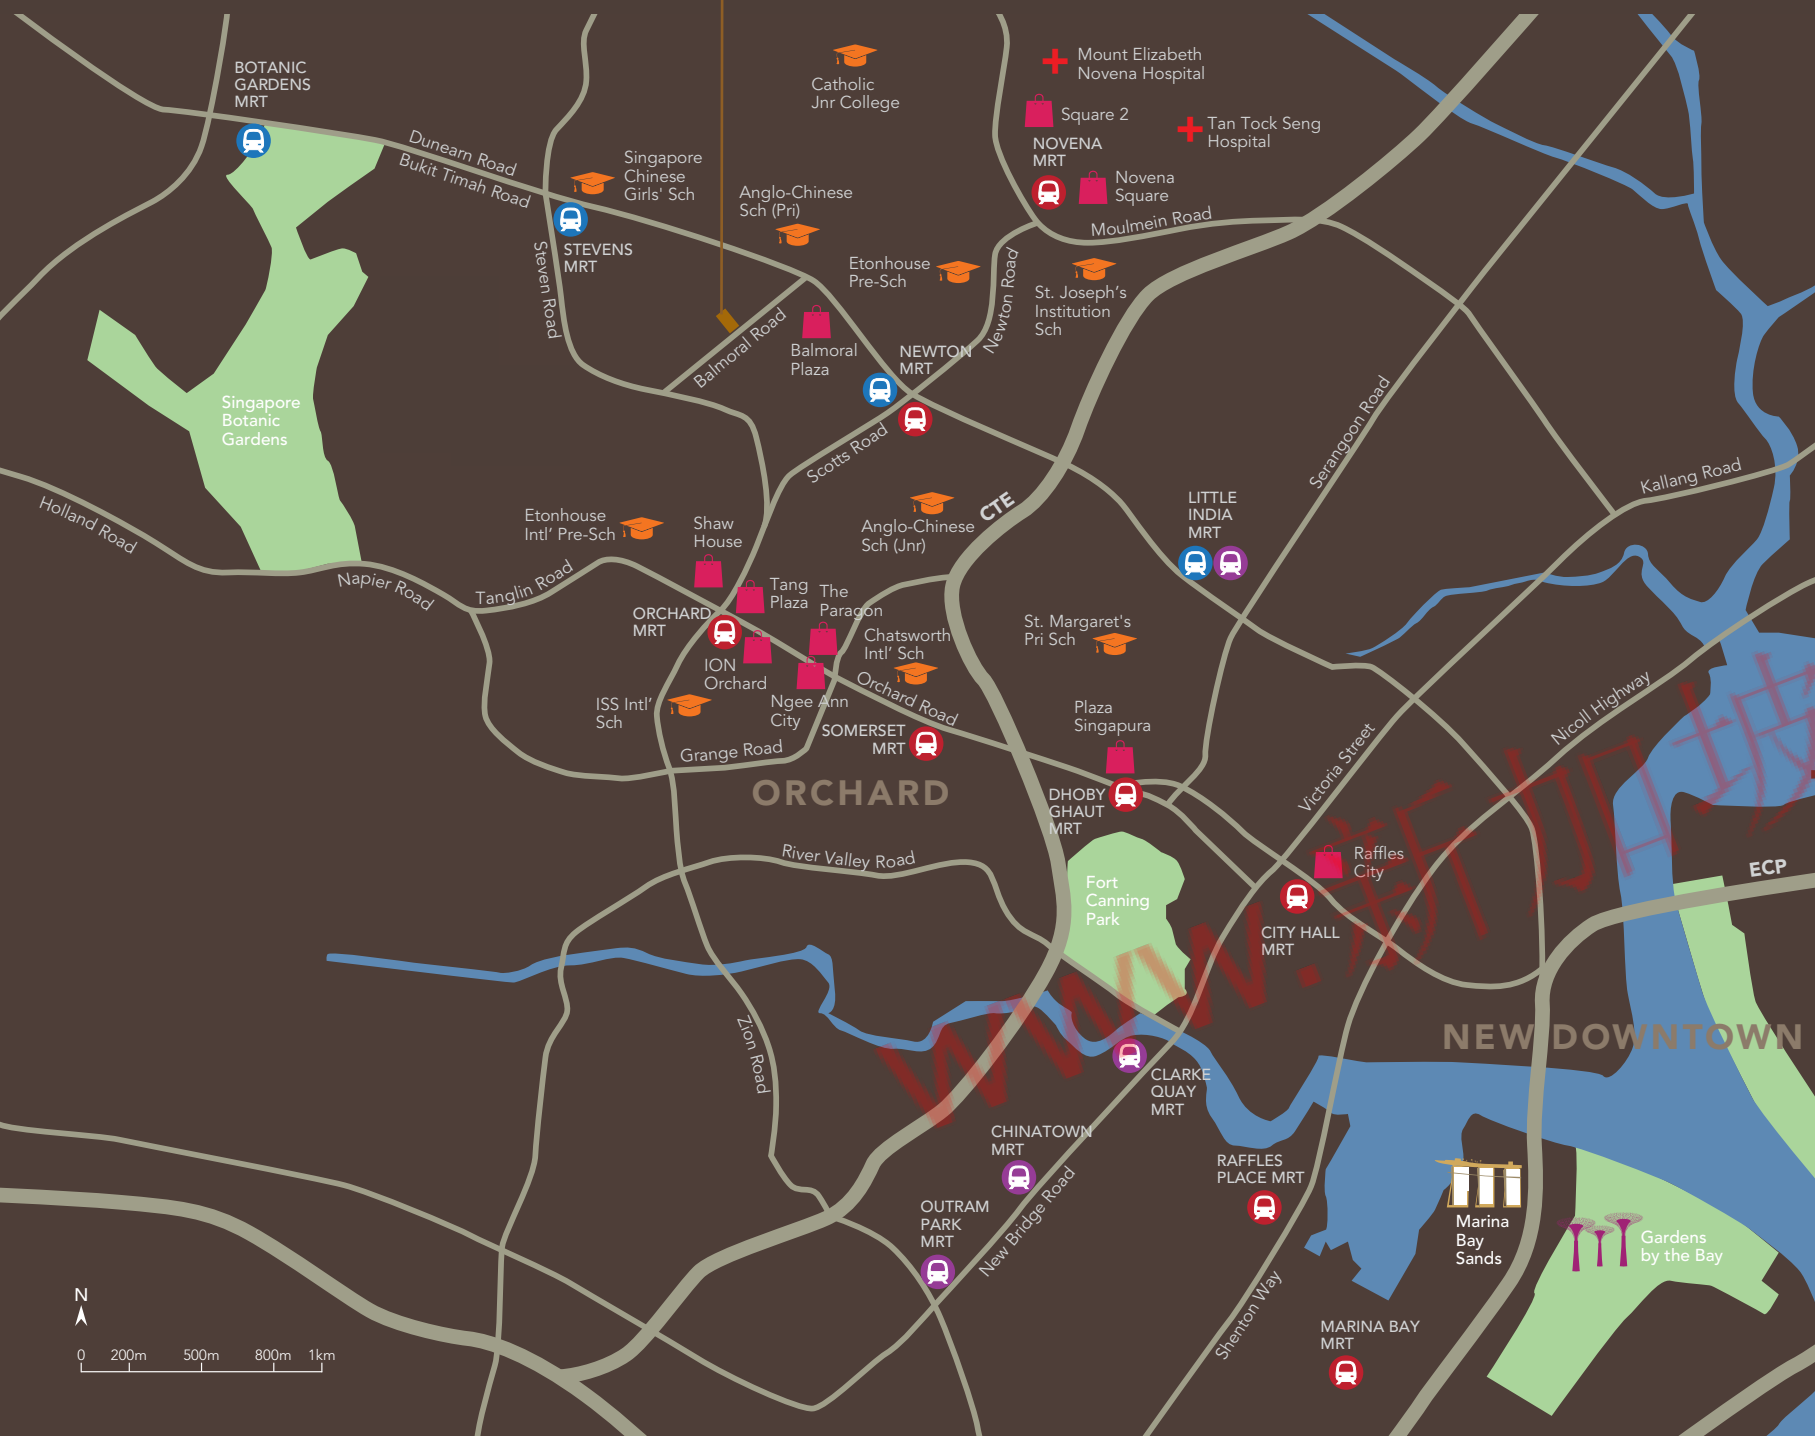 BOTANIC
GARDENS
MRT
Dunearn Road
Bukit Timah Road
Catholic
Jnr College
Mount Elizabeth
Novena Hospital
Square 2
Tan Tock Seng
Hospital
NOVENA
MRT
Novena
Square
Moulmein Road
Singapore
Chinese
Girls' Sch
STEVENS
MRT
Steven Road
Anglo-Chinese
Sch (Pri)
Etonhouse
Pre-Sch
Newton Road
St. Joseph's
Institution
Sch
Balmoral Road
Balmoral
Plaza
NEWTON
MRT
Singapore
Botanic
Gardens
Scotts Road
Serangoon Road
Kallang Road
Holland Road
CTE
LITTLE
INDIA
MRT
Etonhouse
Intl' Pre-Sch
Shaw
House
Anglo-Chinese
Sch (Jnr)
Napier Road
Tanglin Road
Tang
Plaza
The
Paragon
ORCHARD
MRT
ION
Orchard
Chatsworth
Intl' Sch
St. Margaret's
Pri Sch
ISS Intl'
Sch
Ngee Ann
City
Orchard Road
SOMERSET
MRT
Grange Road
ORCHARD
Plaza
Singapura
Nicoll Highway
Victoria Street
DHOBY
GHAUT
MRT
River Valley Road
Raffles
City
ECP
Fort
Canning
Park
CITY HALL
MRT
www.新加坡
NEW DOWNTOWN
Zion Road
CLARKE
QUAY
MRT
CHINATOWN
MRT
RAFFLES
PLACE MRT
OUTRAM
PARK
MRT
New Bridge Road
Marina
Bay
Sands
Gardens
by the Bay
Shenton Way
MARINA BAY
MRT
N
0 200m 500m 800m 1km